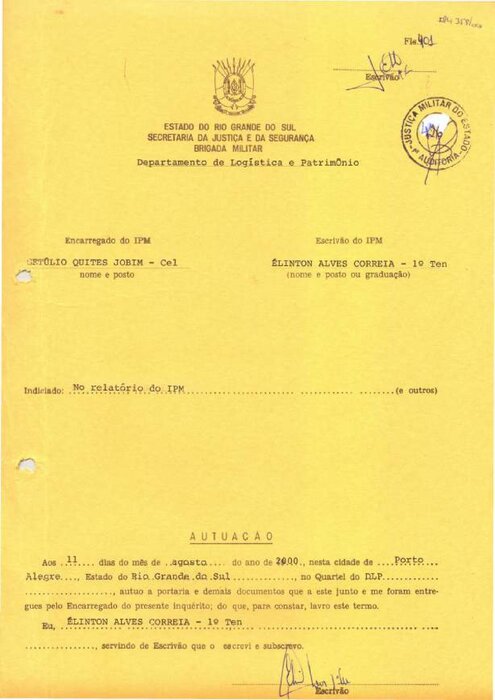 Fls. 401
Escrivão
ESTADO DO RIO GRANDE DO SUL
SECRETARIA DA JUSTIÇA E DA SEGURANÇA
BRIGADA MILITAR
Departamento de Logística e PatrimÔnio
JUSTIÇA MILITAR DO ESTADO
1ª AUDITORIA
Encarregado do IPM
Escrivão do IPM
GETÚLIO QUITES JOBIM - Cel
ÉLINTON ALVES CORREIA - 1º Ten
nome e posto
(nome e posto ou graduação)
Indiciado: No relatório do IPM (e outros)
AUTUAÇÃO
Aos 11 dias do mês de agosto do ano de 2000, nesta cidade de Porto
Alegre, Estado do Rio Grande do Sul, no Quartel do DLP
, autuo a portaria e demais documentos que a este junto e me foram entre-
gues pelo Encarregado do presente inquérito; do que, para constar, lavro este termo.
Eu, ÉLINTON ALVES CORREIA - 1º Ten
, servindo de Escrivão que o escrevi e subscrevo.